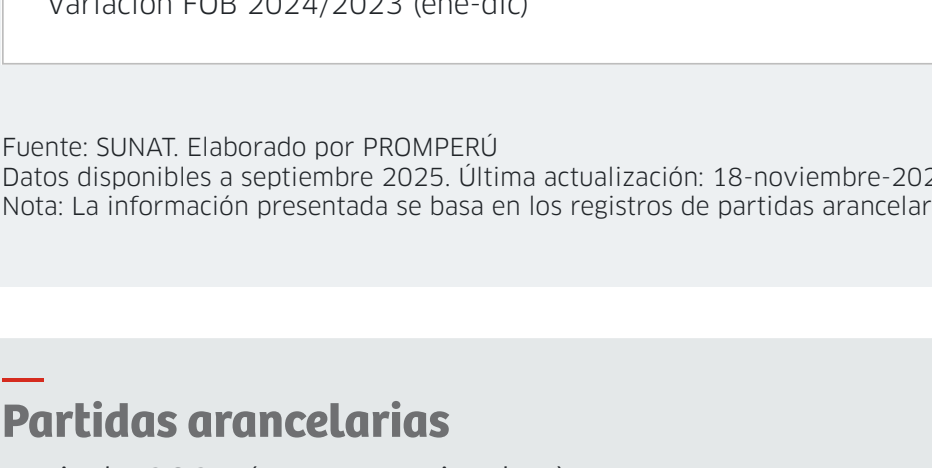 Variación FOB 2024/2023 (ene-dic)
Fuente: SUNAT. Elaborado por PROMPERÚ
Datos disponibles a septiembre 2025. Última actualización: 18-noviembre-202
Nota: La información presentada se basa en los registros de partidas arancelar
Partidas arancelarias